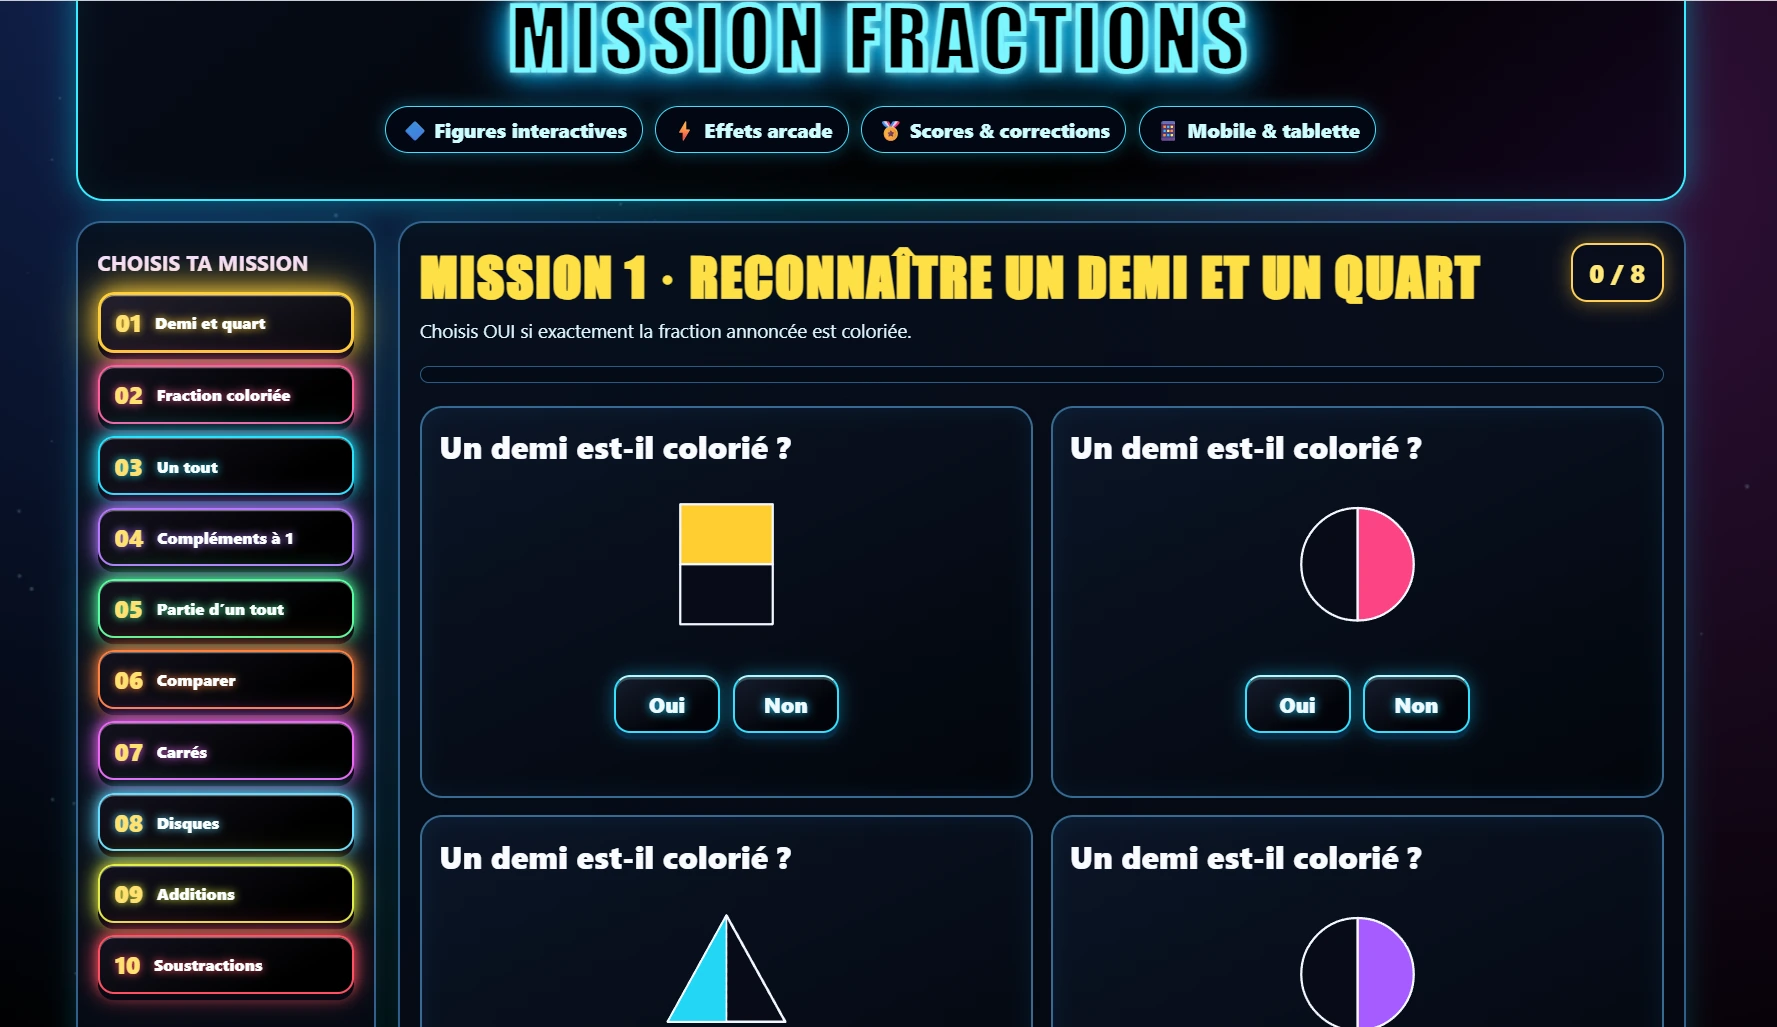 MISSION FRACTIONS
Figures interactives
Effets arcade
Scores & corrections
Mobile & tablette
CHOISIS TA MISSION
01 Demi et quart
02 Fraction coloriée
03 Un tout
04 Compléments à 1
05 Partie d'un tout
06 Comparer
07 Carrés
08 Disques
09 Additions
10 Soustractions
MISSION 1 · RECONNAÎTRE UN DEMI ET UN QUART
0 / 8
Choisis OUI si exactement la fraction annoncée est coloriée.
Un demi est-il colorié ?
Oui Non
Un demi est-il colorié ?
Oui Non
Un demi est-il colorié ?
Un demi est-il colorié ?